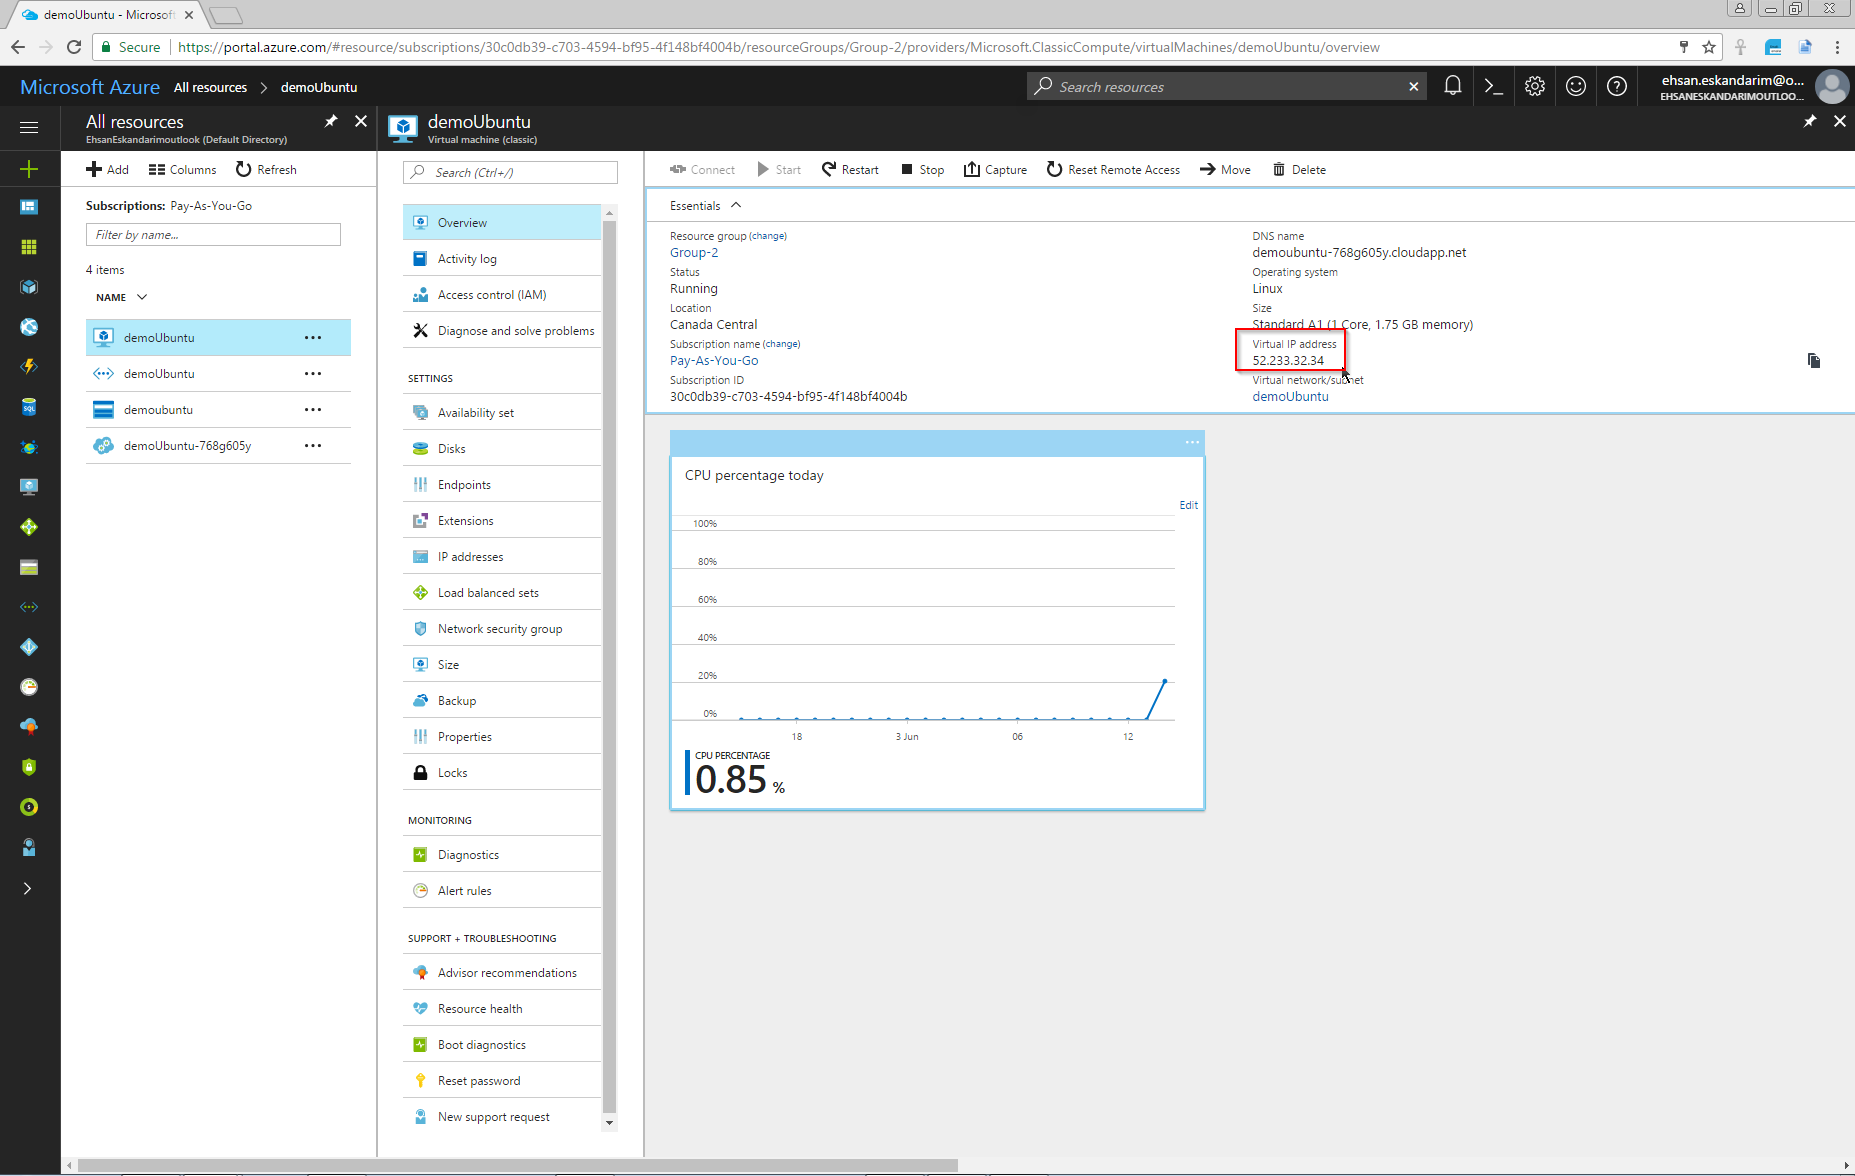 demoUbuntu - Microsof
Secure
https://portal.azure.com/#resource/subscriptions/30c0db39-c703-4594-bf95-4f148bf4004b/resourceGroups/Group-2/providers/Microsoft.ClassicCompute/virtualMachines/demoUbuntu/overview
Microsoft Azure
All resources
demoUbuntu
Search resources
ehsan.eskandarim@o...
EHSANESKANDARIMOUTLOO...
All resources
EhsanEskandarimoutlook (Default Directory)
Add
Columns
Refresh
Subscriptions: Pay-As-You-Go
Filter by name...
4 items
NAME
demoUbuntu
demoUbuntu
demoubuntu
demoUbuntu-768g605y
demoUbuntu
Virtual machine (classic)
Search (Ctrl+/)
Overview
Activity log
Access control (IAM)
Diagnose and solve problems
SETTINGS
Availability set
Disks
Endpoints
Extensions
IP addresses
Load balanced sets
Network security group
Size
Backup
Properties
Locks
MONITORING
Diagnostics
Alert rules
SUPPORT + TROUBLESHOOTING
Advisor recommendations
Resource health
Boot diagnostics
Reset password
New support request
Connect
Start
Restart
Stop
Capture
Reset Remote Access
Move
Delete
Essentials
Resource group (change)
Group-2
Status
Running
Location
Canada Central
Subscription name (change)
Pay-As-You-Go
Subscription ID
30c0db39-c703-4594-bf95-4f148bf4004b
DNS name
demoubuntu-768g605y.cloudapp.net
Operating system
Linux
Size
Standard A1 (1 Core, 1.75 GB memory)
Virtual IP address
52.233.32.34
Virtual network/subnet
demoUbuntu
CPU percentage today
Edit
100%
80%
60%
40%
20%
0%
18
3 Jun
06
12
CPU PERCENTAGE
0.85 %